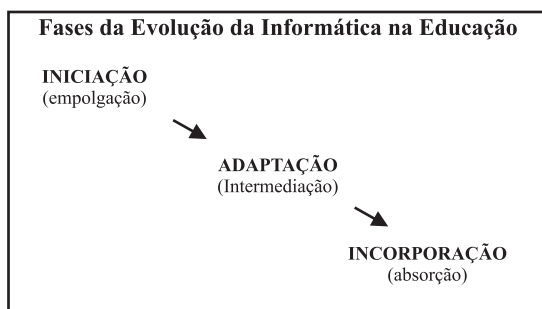 Fases da Evolução da Informática na Educação
INICIAÇÃO
(empolgação)
ADAPTAÇÃO
(Intermediação)
INCORPORAÇÃO
(absorção)